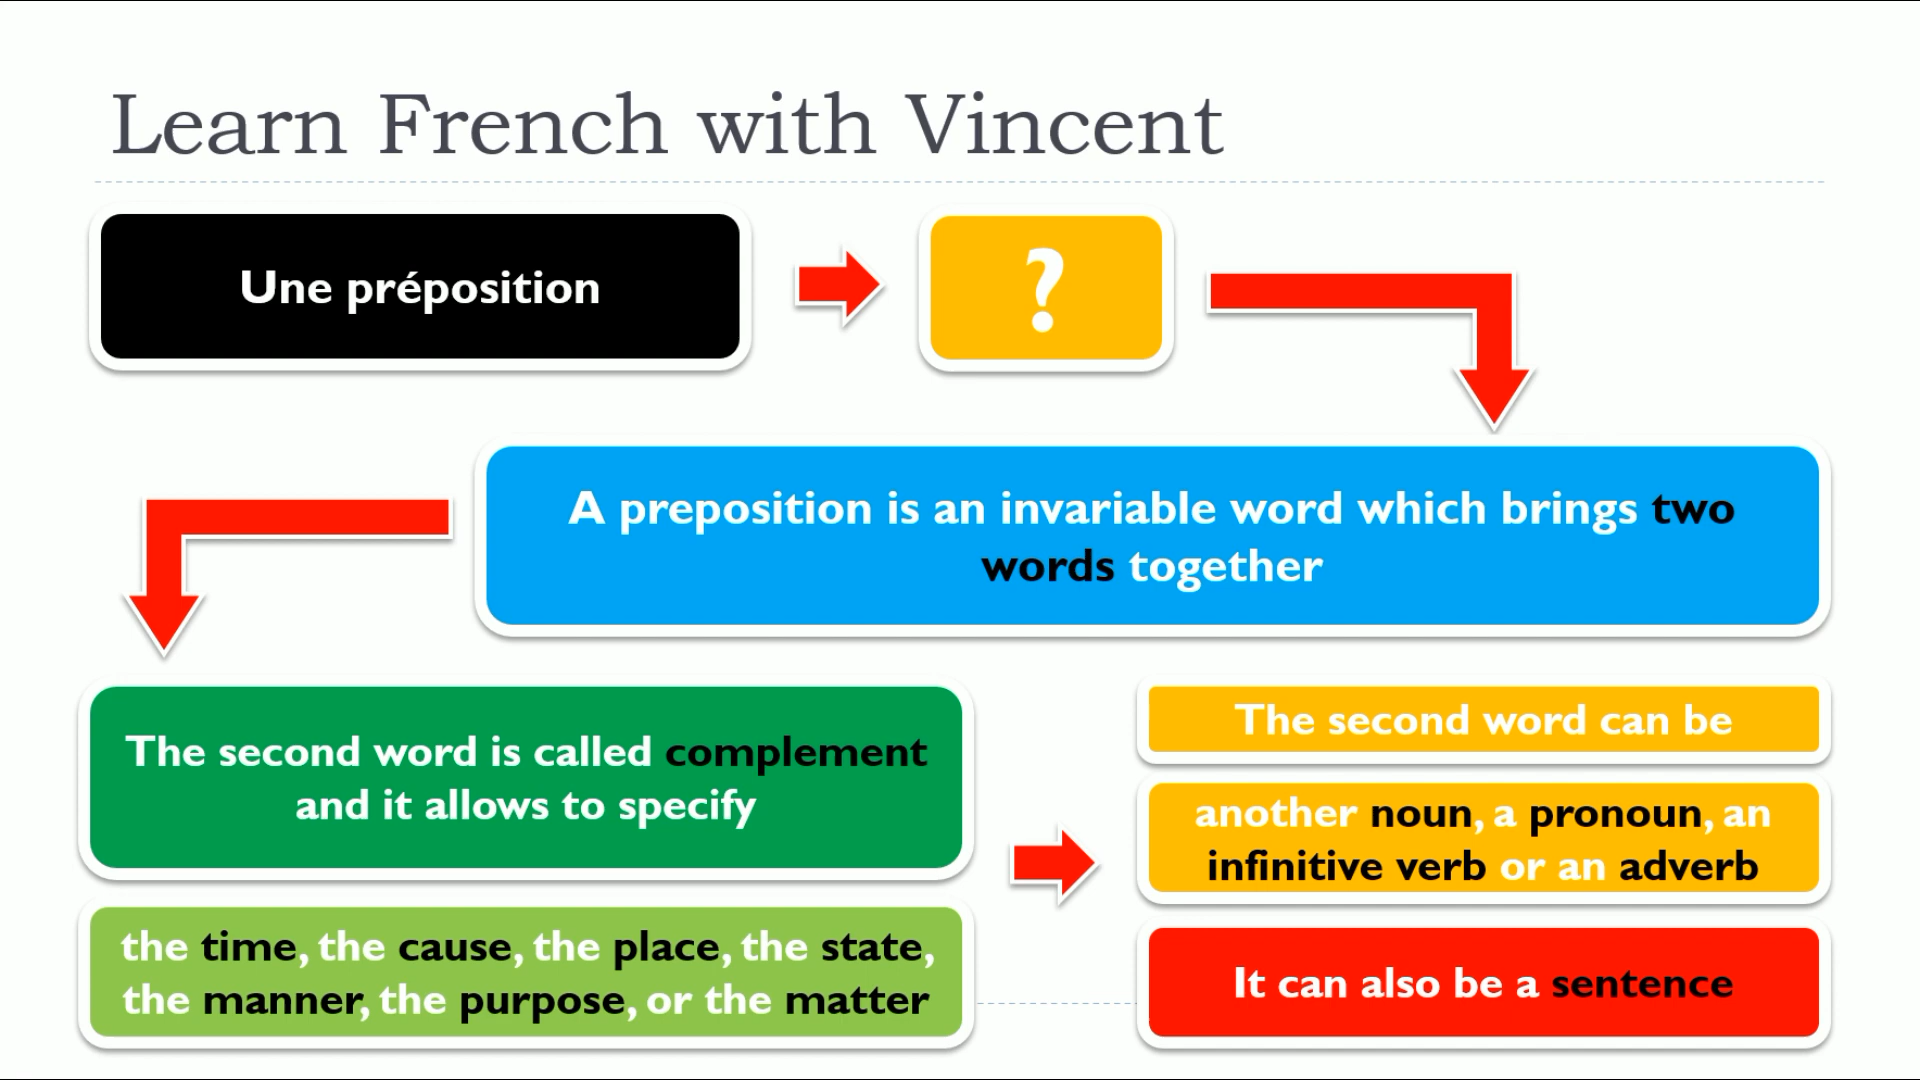 Learn French with Vincent
Une préposition
?
A preposition is an invariable word which brings two
words together
The second word is called complement
and it allows to specify
the time, the cause, the place, the state,
the manner, the purpose, or the matter
The second word can be
another noun, a pronoun, an
infinitive verb or an adverb
It can also be a sentence